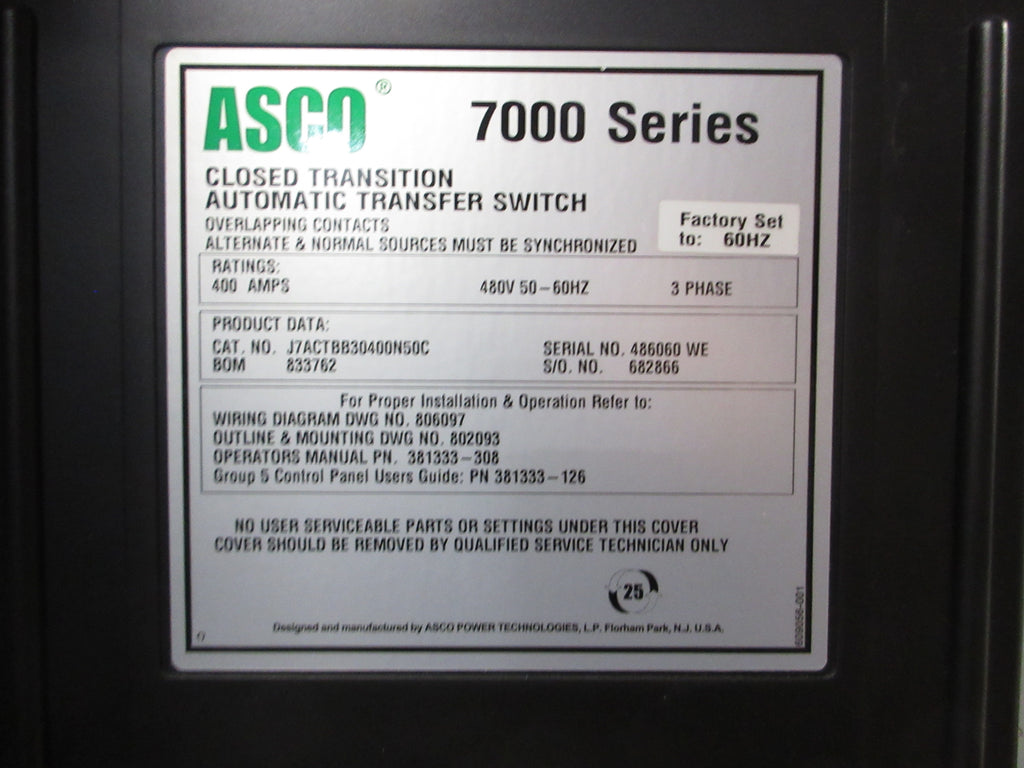 ASCO® 7000 Series
CLOSED TRANSITION
AUTOMATIC TRANSFER SWITCH
OVERLAPPING CONTACTS
ALTERNATE & NORMAL SOURCES MUST BE SYNCHRONIZED
Factory Set
to: 60HZ
RATINGS:
400 AMPS 480V 50-60HZ 3 PHASE
PRODUCT DATA:
CAT. NO. J7ACTBB30400N50C SERIAL NO. 486060 WE
BOM 833762 S/O. NO. 682866
For Proper Installation & Operation Refer to:
WIRING DIAGRAM DWG NO. 806097
OUTLINE & MOUNTING DWG NO. 802093
OPERATORS MANUAL PN. 381333-308
Group 5 Control Panel Users Guide: PN 381333-126
NO USER SERVICEABLE PARTS OR SETTINGS UNDER THIS COVER
COVER SHOULD BE REMOVED BY QUALIFIED SERVICE TECHNICIAN ONLY
25
Designed and manufactured by ASCO POWER TECHNOLOGIES, L.P. Florham Park, N.J. U.S.A.